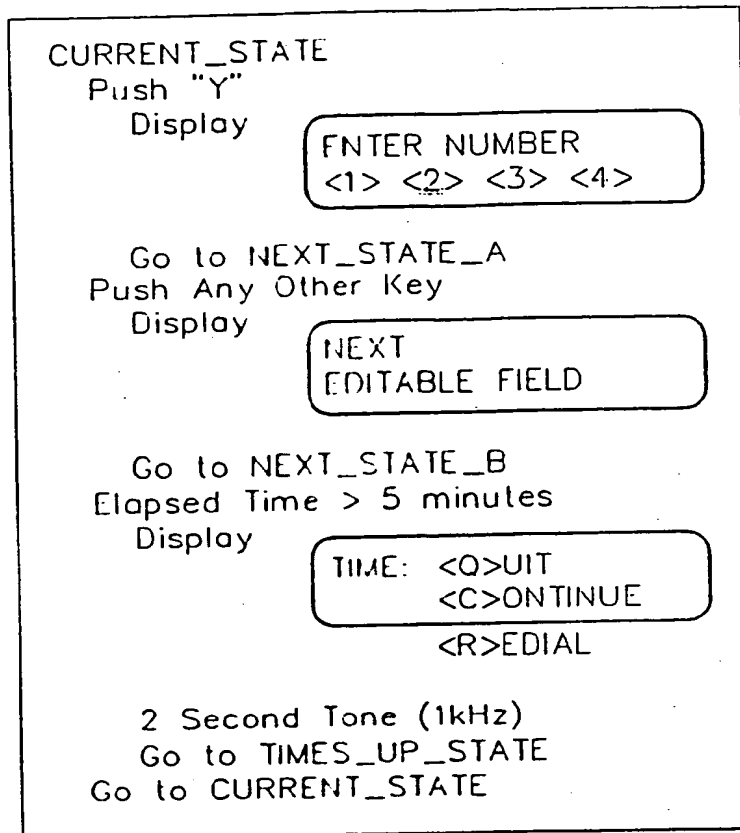 CURRENT_STATE
Push "Y"
Display
ENTER NUMBER
<1> <2> <3> <4>
Go to NEXT_STATE_A
Push Any Other Key
Display
NEXT
EDITABLE FIELD
Go to NEXT_STATE_B
Elapsed Time > 5 minutes
Display
TIME: <Q>UIT
<C>ONTINUE
<R>EDIAL
2 Second Tone (1kHz)
Go to TIMES_UP_STATE
Go to CURRENT_STATE